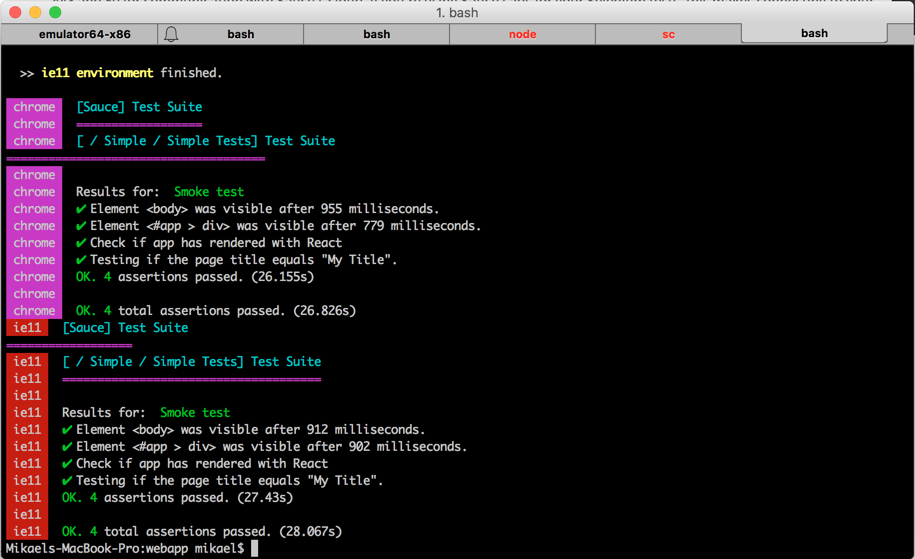 1. bash
emulator64-x86 bash bash node sc bash
>> ie11 environment finished.
chrome [Sauce] Test Suite
chrome ==================
chrome [ / Simple / Simple Tests] Test Suite
=====================================
chrome
chrome Results for:  Smoke test
chrome ✔ Element <body> was visible after 955 milliseconds.
chrome ✔ Element <#app > div> was visible after 779 milliseconds.
chrome ✔ Check if app has rendered with React
chrome ✔ Testing if the page title equals "My Title".
chrome OK. 4 assertions passed. (26.155s)
chrome
chrome OK. 4 total assertions passed. (26.826s)
ie11 [Sauce] Test Suite
==================
ie11 [ / Simple / Simple Tests] Test Suite
ie11 =====================================
ie11
ie11 Results for:  Smoke test
ie11 ✔ Element <body> was visible after 912 milliseconds.
ie11 ✔ Element <#app > div> was visible after 902 milliseconds.
ie11 ✔ Check if app has rendered with React
ie11 ✔ Testing if the page title equals "My Title".
ie11 OK. 4 assertions passed. (27.43s)
ie11
ie11 OK. 4 total assertions passed. (28.067s)
Mikaels-MacBook-Pro:webapp mikael$